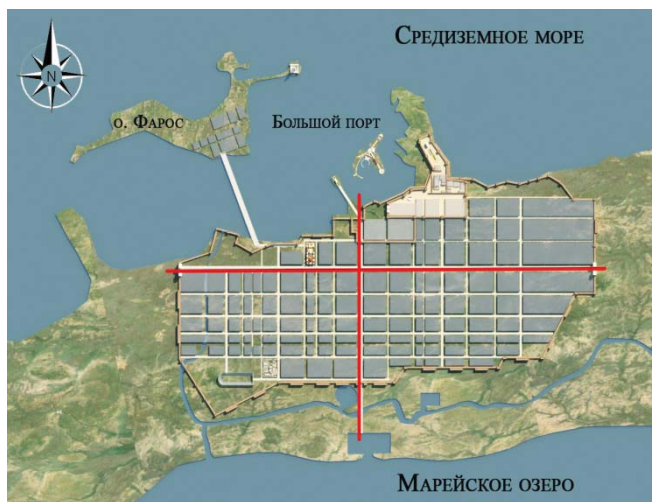 Средиземное море
N
о. Фарос
Большой порт
Марейское озеро